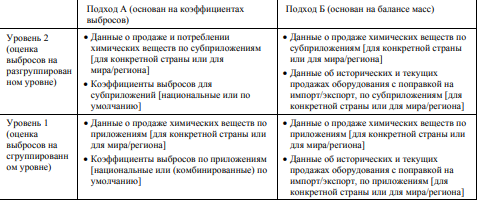 Подход А (основан на коэффициентах
выбросов)
Подход Б (основан на балансе масс)
Уровень 2
(оценка
выбросов на
разгруппирован
ном уровне)
• Данные о продаже и потреблении
химических веществ по субприложениям
[для конкретной страны или для
мира/региона]
• Коэффициенты выбросов для
субприложений [национальные или по
умолчанию]
• Данные о продаже химических веществ по
субприложениям [для конкретной страны
или для мира/региона]
• Данные об исторических и текущих
продажах оборудования с поправкой на
импорт/экспорт, по субприложениям [для
конкретной страны или для мира/региона]
Уровень 1
(оценка
выбросов на
сгруппированн
ом уровне)
• Данные о продаже химических веществ по
приложениям [для конкретной страны или
для мира/региона]
• Коэффициенты выбросов по приложениям
[национальные или (комбинированные) по
умолчанию]
• Данные о продаже химических веществ по
приложениям [для конкретной страны или
для мира/региона]
• Данные об исторических и текущих
продажах оборудования с поправкой на
импорт/экспорт, по приложениям [для
конкретной страны или для мира/региона]